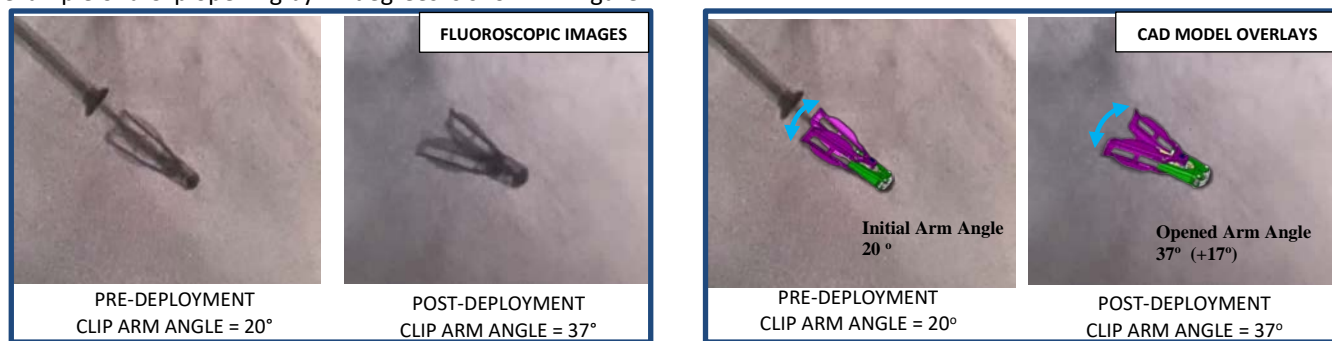 FLUOROSCOPIC IMAGES
PRE-DEPLOYMENT
CLIP ARM ANGLE = 20°
POST-DEPLOYMENT
CLIP ARM ANGLE = 37°
CAD MODEL OVERLAYS
Initial Arm Angle
20 º
Opened Arm Angle
37º (+17º)
PRE-DEPLOYMENT
CLIP ARM ANGLE = 20º
POST-DEPLOYMENT
CLIP ARM ANGLE = 37º